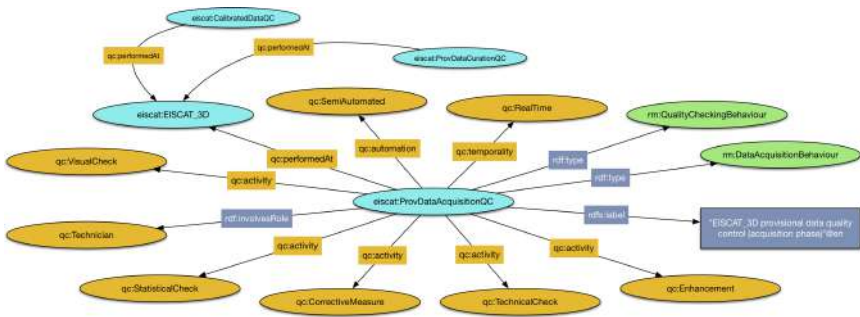 eiscat:CalibratedDataQC
qc:performedAt
qc:performedAt
eiscat:ProvDataCurationQC
eiscat:EISCAT_3D
qc:SemiAutomated
qc:RealTime
rm:QualityCheckingBehaviour
qc:automation
qc:temporality
rdf:type
rm:DataAcquisitionBehaviour
qc:VisualCheck
qc:performedAt
rdf:type
qc:activity
eiscat:ProvDataAcquisitionQC
qc:Technician
rdf:involvesRole
rdfs:label
"EISCAT_3D provisional data quality
control (acquisition phase)"@en
qc:activity
qc:activity
qc:activity
qc:activity
qc:StatisticalCheck
qc:CorrectiveMeasure
qc:TechnicalCheck
qc:Enhancement